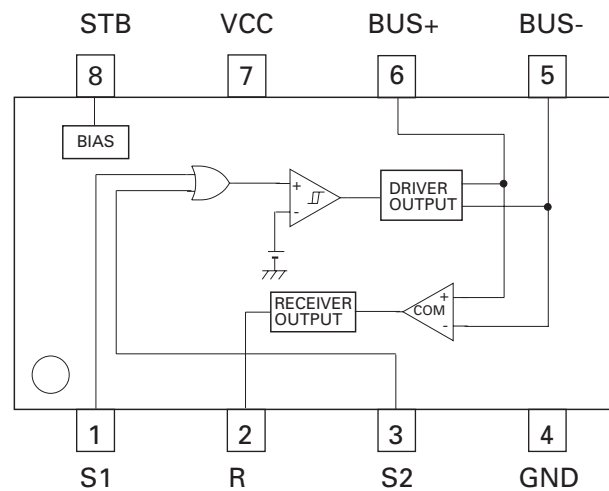 STB VCC BUS+ BUS-
8 7 6 5
BIAS
+
-
DRIVER
OUTPUT
RECEIVER
OUTPUT
COM
+
-
1 2 3 4
S1 R S2 GND